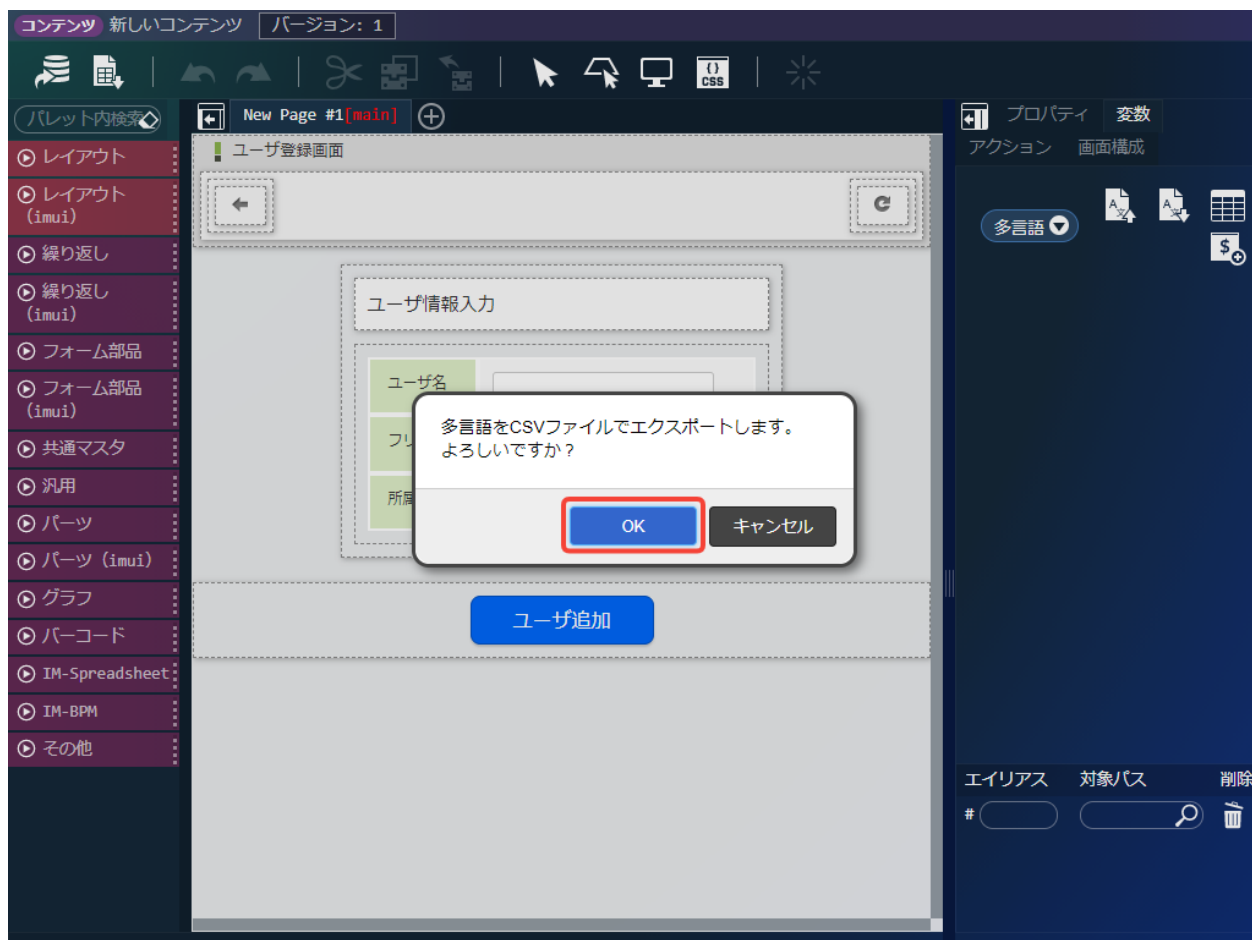 コンテンツ 新しいコンテンツ バージョン: 1
{} CSS
パレット内検索
New Page #1[main]
プロパティ 変数
アクション 画面構成
レイアウト
レイアウト
(imui)
繰り返し
繰り返し
(imui)
フォーム部品
フォーム部品
(imui)
共通マスタ
汎用
パーツ
パーツ (imui)
グラフ
バーコード
IM-Spreadsheet
IM-BPM
その他
ユーザ登録画面
ユーザ情報入力
ユーザ名
フリ
所属
多言語をCSVファイルでエクスポートします。
よろしいですか？
OK キャンセル
ユーザ追加
多言語
エイリアス 対象パス 削除
#